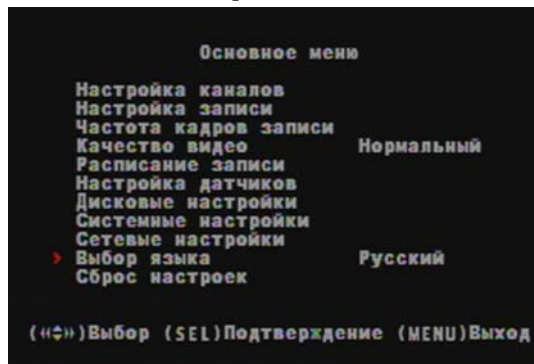 Основное меню
Настройка каналов
Настройка записи
Частота кадров записи
Качество видео Нормальный
Расписание записи
Настройка датчиков
Дисковые настройки
Системные настройки
Сетевые настройки
Выбор языка Русский
Сброс настроек
()Выбор (SEL)Подтверждение (MENU)Выход